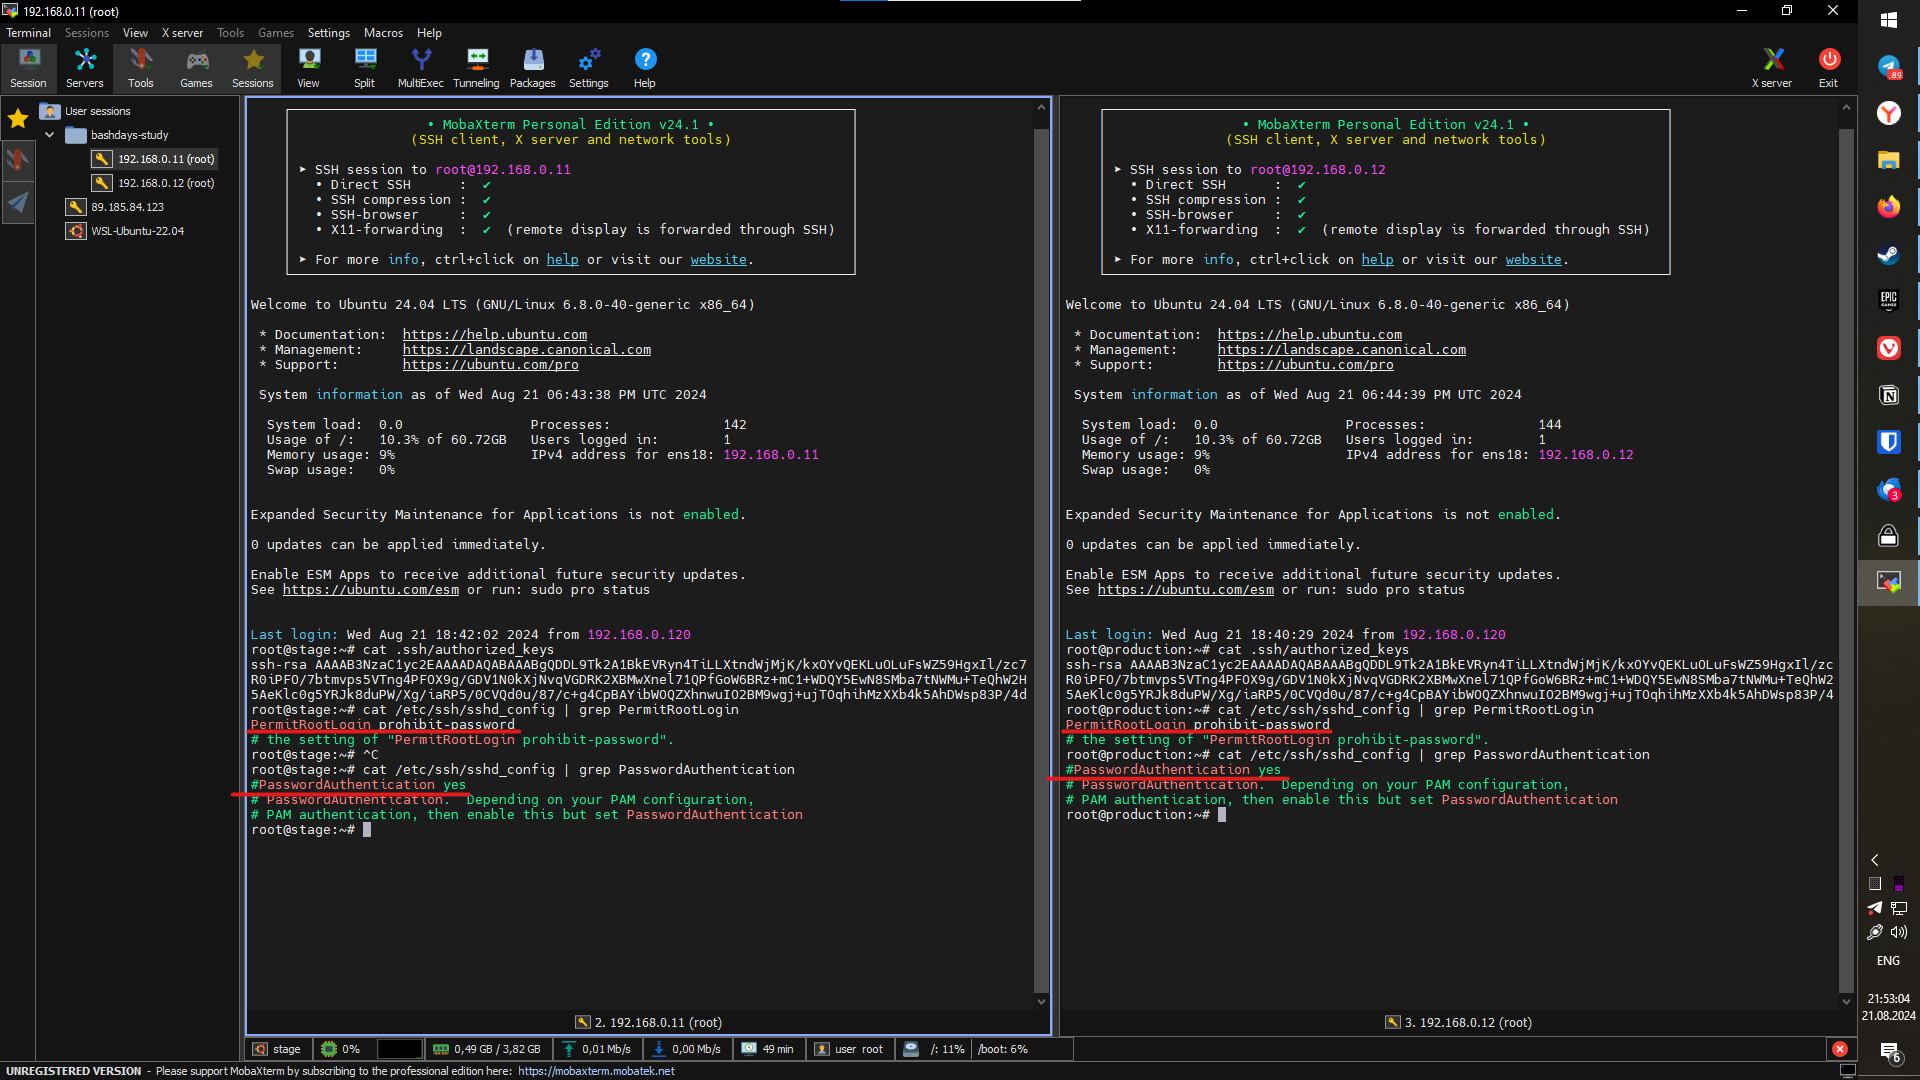 192.168.0.11 (root)
Terminal Sessions View X server Tools Games Settings Macros Help
Session Servers Tools Games Sessions View Split MultiExec Tunneling Packages Settings Help X server Exit
User sessions
bashdays-study
192.168.0.11 (root)
192.168.0.12 (root)
89.185.84.123
WSL-Ubuntu-22.04
• MobaXterm Personal Edition v24.1 •
(SSH client, X server and network tools)
➤ SSH session to root@192.168.0.11
• Direct SSH : ✔
• SSH compression : ✔
• SSH-browser : ✔
• X11-forwarding : ✔ (remote display is forwarded through SSH)
➤ For more info, ctrl+click on help or visit our website.
Welcome to Ubuntu 24.04 LTS (GNU/Linux 6.8.0-40-generic x86_64)
* Documentation: https://help.ubuntu.com
* Management: https://landscape.canonical.com
* Support: https://ubuntu.com/pro
System information as of Wed Aug 21 06:43:38 PM UTC 2024
System load: 0.0 Processes: 142
Usage of /: 10.3% of 60.72GB Users logged in: 1
Memory usage: 9% IPv4 address for ens18: 192.168.0.11
Swap usage: 0%
Expanded Security Maintenance for Applications is not enabled.
0 updates can be applied immediately.
Enable ESM Apps to receive additional future security updates.
See https://ubuntu.com/esm or run: sudo pro status
Last login: Wed Aug 21 18:42:02 2024 from 192.168.0.120
root@stage:~# cat .ssh/authorized_keys
ssh-rsa AAAAB3NzaC1yc2EAAAADAQABAAABgQDDL9Tk2A1BkEVRyn4TiLLXtndWjMjK/kxOYvQEKLuOLuFsWZ59HgxIl/zc7
R0iPFO/7btmvps5VTng4PFOX9g/GDV1N0kXjNvqVGDRK2XBMwXnel71QPfGoW6BRz+mC1+WDQY5EwN8SMba7tNWMu+TeQhW2H
5AeKlc0g5YRJk8duPW/Xg/iaRP5/0CVQd0u/87/c+g4CpBAYibWOQZXhnwuIO2BM9wgj+ujTOqhihMzXXb4k5AhDWsp83P/4d
root@stage:~# cat /etc/ssh/sshd_config | grep PermitRootLogin
PermitRootLogin prohibit-password
# the setting of "PermitRootLogin prohibit-password".
root@stage:~# ^C
root@stage:~# cat /etc/ssh/sshd_config | grep PasswordAuthentication
#PasswordAuthentication yes
# PasswordAuthentication. Depending on your PAM configuration,
# PAM authentication, then enable this but set PasswordAuthentication
root@stage:~#
2. 192.168.0.11 (root)
• MobaXterm Personal Edition v24.1 •
(SSH client, X server and network tools)
➤ SSH session to root@192.168.0.12
• Direct SSH : ✔
• SSH compression : ✔
• SSH-browser : ✔
• X11-forwarding : ✔ (remote display is forwarded through SSH)
➤ For more info, ctrl+click on help or visit our website.
Welcome to Ubuntu 24.04 LTS (GNU/Linux 6.8.0-40-generic x86_64)
* Documentation: https://help.ubuntu.com
* Management: https://landscape.canonical.com
* Support: https://ubuntu.com/pro
System information as of Wed Aug 21 06:44:39 PM UTC 2024
System load: 0.0 Processes: 144
Usage of /: 10.3% of 60.72GB Users logged in: 1
Memory usage: 9% IPv4 address for ens18: 192.168.0.12
Swap usage: 0%
Expanded Security Maintenance for Applications is not enabled.
0 updates can be applied immediately.
Enable ESM Apps to receive additional future security updates.
See https://ubuntu.com/esm or run: sudo pro status
Last login: Wed Aug 21 18:40:29 2024 from 192.168.0.120
root@production:~# cat .ssh/authorized_keys
ssh-rsa AAAAB3NzaC1yc2EAAAADAQABAAABgQDDL9Tk2A1BkEVRyn4TiLLXtndWjMjK/kxOYvQEKLuOLuFsWZ59HgxIl/zc
R0iPFO/7btmvps5VTng4PFOX9g/GDV1N0kXjNvqVGDRK2XBMwXnel71QPfGoW6BRz+mC1+WDQY5EwN8SMba7tNWMu+TeQhW2
5AeKlc0g5YRJk8duPW/Xg/iaRP5/0CVQd0u/87/c+g4CpBAYibWOQZXhnwuIO2BM9wgj+ujTOqhihMzXXb4k5AhDWsp83P/4
root@production:~# cat /etc/ssh/sshd_config | grep PermitRootLogin
PermitRootLogin prohibit-password
# the setting of "PermitRootLogin prohibit-password".
root@production:~# cat /etc/ssh/sshd_config | grep PasswordAuthentication
#PasswordAuthentication yes
# PasswordAuthentication. Depending on your PAM configuration,
# PAM authentication, then enable this but set PasswordAuthentication
root@production:~#
3. 192.168.0.12 (root)
stage 0% 0,49 GB / 3,82 GB 0,01 Mb/s 0,00 Mb/s 49 min user root /: 11% /boot: 6%
UNREGISTERED VERSION - Please support MobaXterm by subscribing to the professional edition here: https://mobaxterm.mobatek.net
89
EPIC GAMES
3
ENG
21:53:04
21.08.2024
6